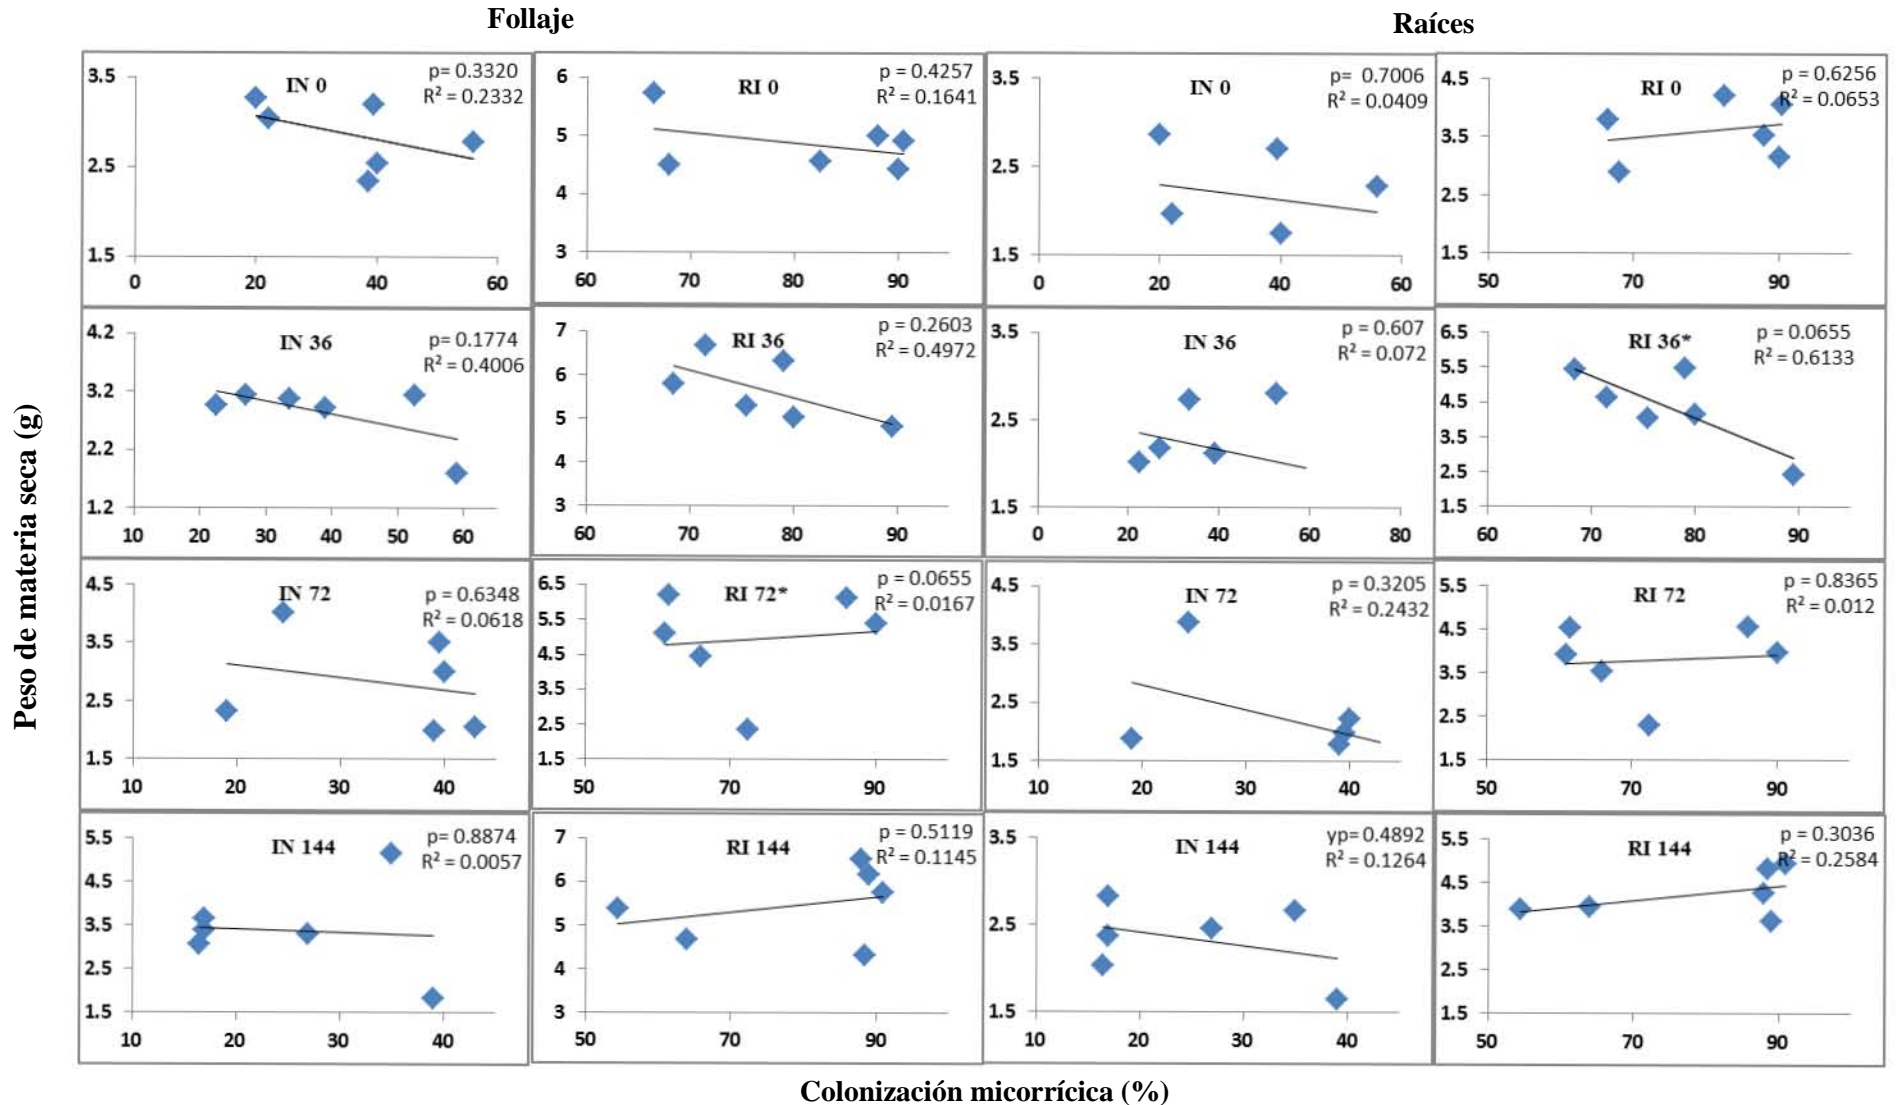 Follaje
Raíces
Peso de materia seca (g)
IN 0
p= 0.3320
R² = 0.2332
3.5
2.5
1.5
0 20 40 60
RI 0
p = 0.4257
R² = 0.1641
6
5
4
3
60 70 80 90
IN 0
p= 0.7006
R² = 0.0409
3.5
2.5
1.5
0 20 40 60
RI 0
p = 0.6256
R² = 0.0653
4.5
3.5
2.5
1.5
50 70 90
IN 36
p= 0.1774
R² = 0.4006
4.2
3.2
2.2
1.2
10 20 30 40 50 60
RI 36
p = 0.2603
R² = 0.4972
7
6
5
4
3
60 70 80 90
IN 36
p = 0.607
R² = 0.072
3.5
2.5
1.5
0 20 40 60 80
RI 36*
p = 0.0655
R² = 0.6133
6.5
5.5
4.5
3.5
2.5
1.5
60 70 80 90
IN 72
p = 0.6348
R² = 0.0618
4.5
3.5
2.5
1.5
10 20 30 40
RI 72*
p = 0.0655
R² = 0.0167
6.5
5.5
4.5
3.5
2.5
1.5
50 70 90
IN 72
p = 0.3205
R² = 0.2432
4.5
3.5
2.5
1.5
10 20 30 40
RI 72
p = 0.8365
R² = 0.012
5.5
4.5
3.5
2.5
1.5
50 70 90
IN 144
p= 0.8874
R² = 0.0057
5.5
4.5
3.5
2.5
1.5
10 20 30 40
RI 144
p = 0.5119
R² = 0.1145
7
6
5
4
3
50 70 90
IN 144
yp= 0.4892
R² = 0.1264
3.5
2.5
1.5
10 20 30 40
RI 144
p = 0.3036
R² = 0.2584
5.5
4.5
3.5
2.5
1.5
50 70 90
Colonización micorrícica (%)